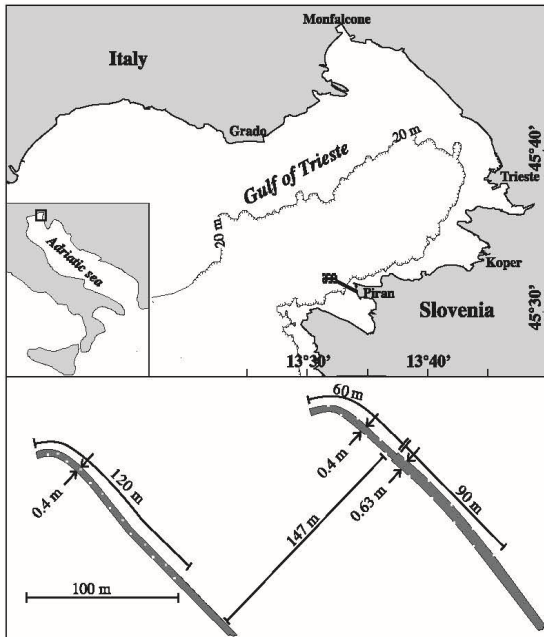 Monfalcone
Italy
Grado
Gulf of Trieste
20 m
45°40'
Trieste
20 m
Adriatic sea
Koper
Piran
Slovenia
45°30'
13°30'
13°40'
60 m
120 m
0.4 m
0.4 m
90 m
0.63 m
147 m
100 m